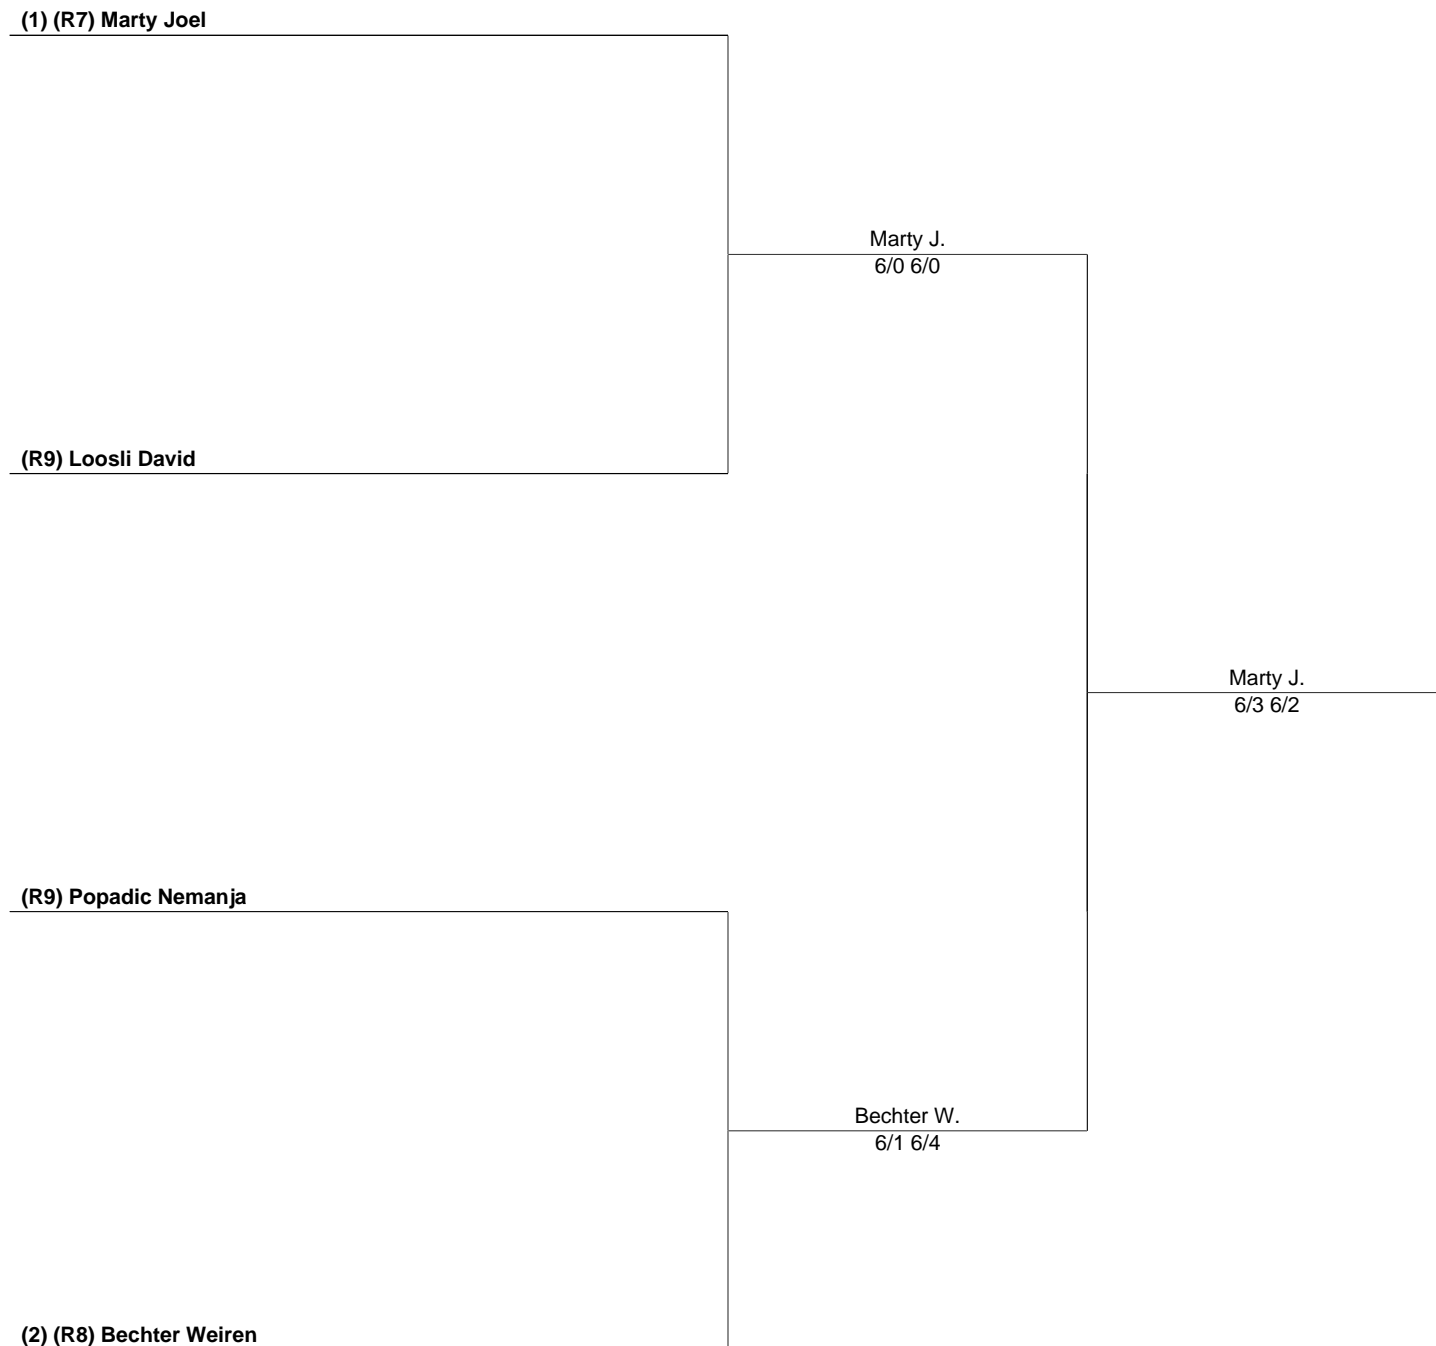 (1) (R7) Marty Joel
Marty J.
6/0 6/0
(R9) Loosli David
Marty J.
6/3 6/2
(R9) Popadic Nemanja
Bechter W.
6/1 6/4
(2) (R8) Bechter Weiren